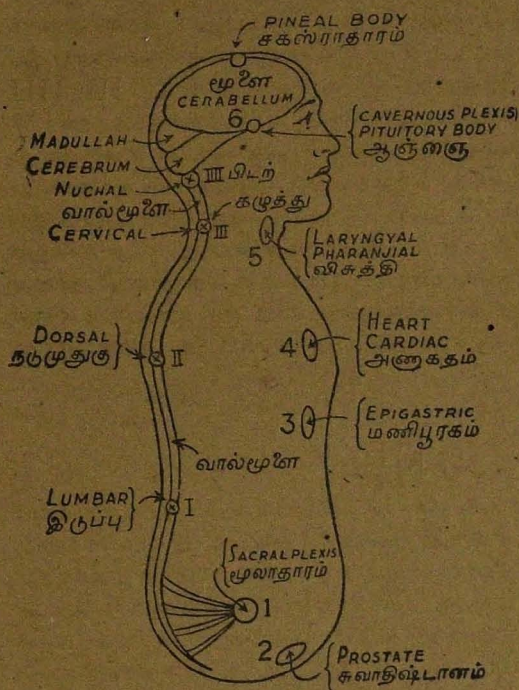 PINEAL BODY
சகஸ்ராதாரம்
மூளை
CERABELLUM
6
CAVERNOUS PLEXIS
PITUITORY BODY
ஆஞ்ஞை
MADULLAH
CEREBRUM
NUCHAL
III பிடற்
வால்மூளை
கழுத்து
CERVICAL
III
5
LARYNGYAL
PHARANJIAL
விசுத்தி
DORSAL
நடுமுதுகு
II
4
HEART
CARDIAC
அணாகதம்
3
EPIGASTRIC
மணிபூரகம்
வால்மூளை
LUMBAR
இடுப்பு
I
SACRAL PLEXIS
மூலாதாரம்
1
2
PROSTATE
சுவாதிஷ்டானம்